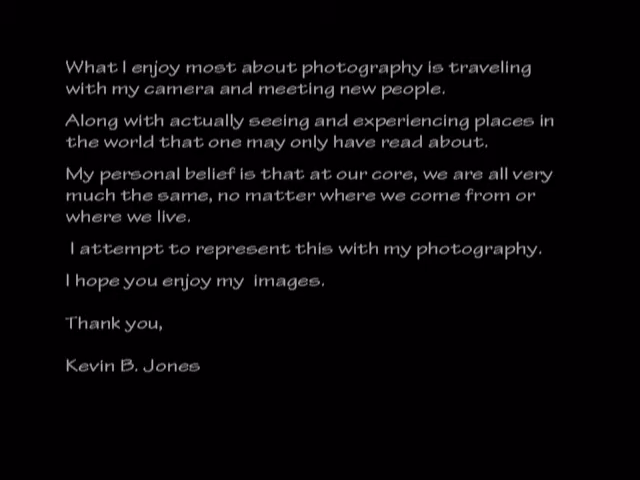 What I enjoy most about photography is traveling
with my camera and meeting new people.
Along with actually seeing and experiencing places in
the world that one may only have read about.
My personal belief is that at our core, we are all very
much the same, no matter where we come from or
where we live.
I attempt to represent this with my photography.
I hope you enjoy my images.
Thank you,
Kevin B. Jones